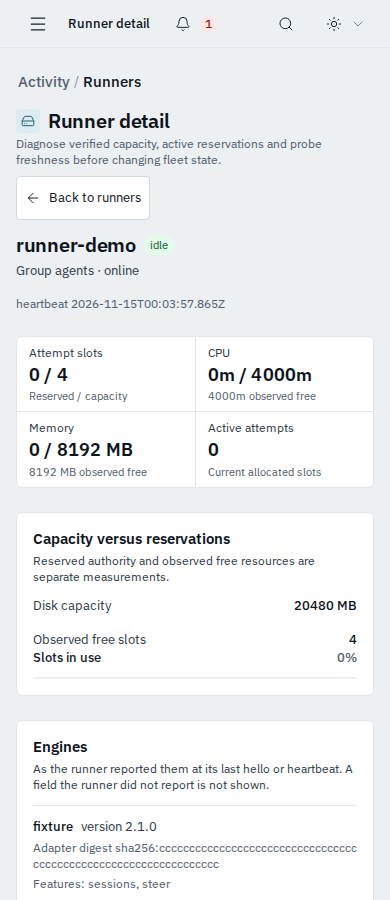 Runner detail
1
Activity / Runners
Runner detail
Diagnose verified capacity, active reservations and probe
freshness before changing fleet state.
Back to runners
runner-demo idle
Group agents · online
heartbeat 2026-11-15T00:03:57.865Z
Attempt slots
0 / 4
Reserved / capacity
CPU
0m / 4000m
4000m observed free
Memory
0 / 8192 MB
8192 MB observed free
Active attempts
0
Current allocated slots
Capacity versus reservations
Reserved authority and observed free resources are
separate measurements.
Disk capacity 20480 MB
Observed free slots 4
Slots in use 0%
Engines
As the runner reported them at its last hello or heartbeat. A
field the runner did not report is not shown.
fixture version 2.1.0
Adapter digest sha256:ccccccccccccccccccccccccccccccccc
ccccccccccccccccccccccccccccccc
Features: sessions, steer